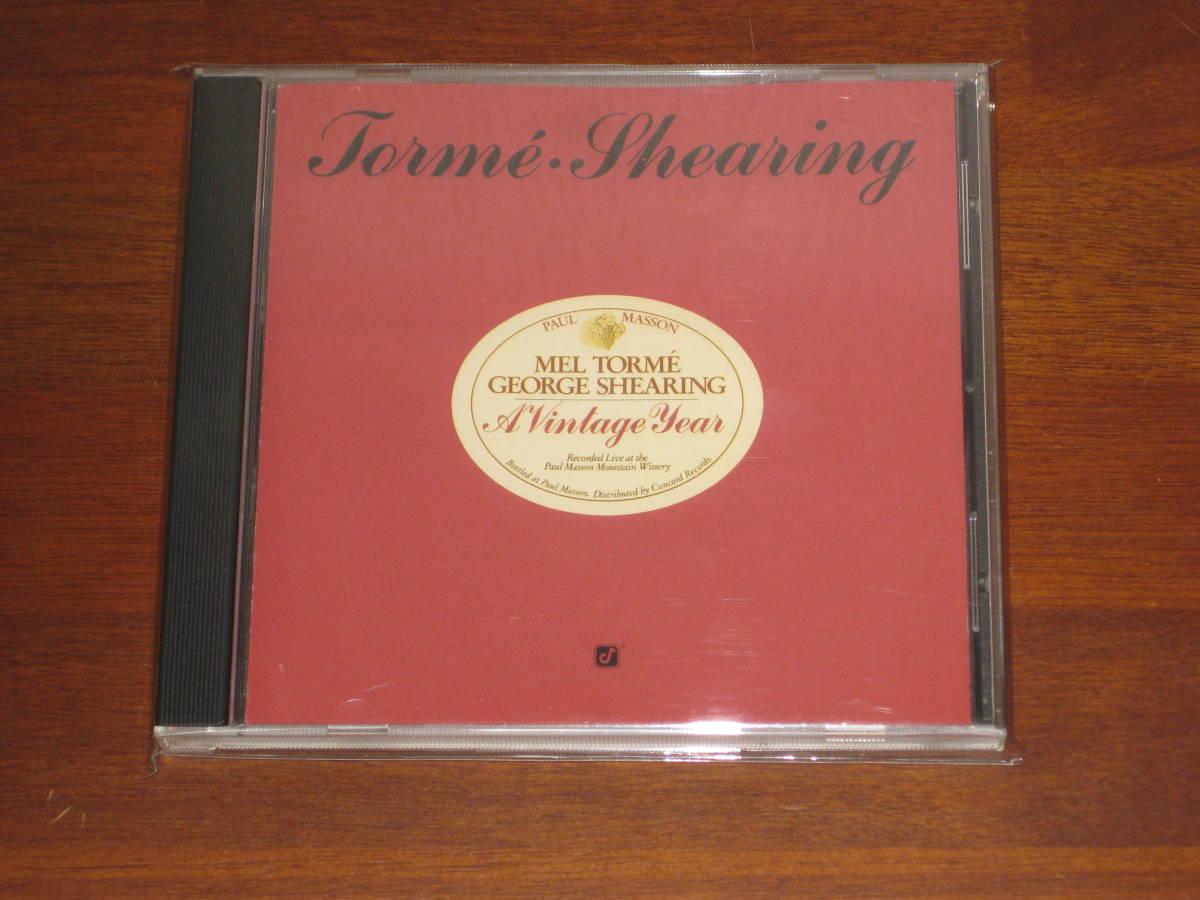 Tormé · Shearing
PAUL MASSON
MEL TORMÉ
GEORGE SHEARING
A Vintage Year
Recorded Live at the
Paul Masson Mountain Winery
Bottled at Paul Masson. Distributed by Concord Records.